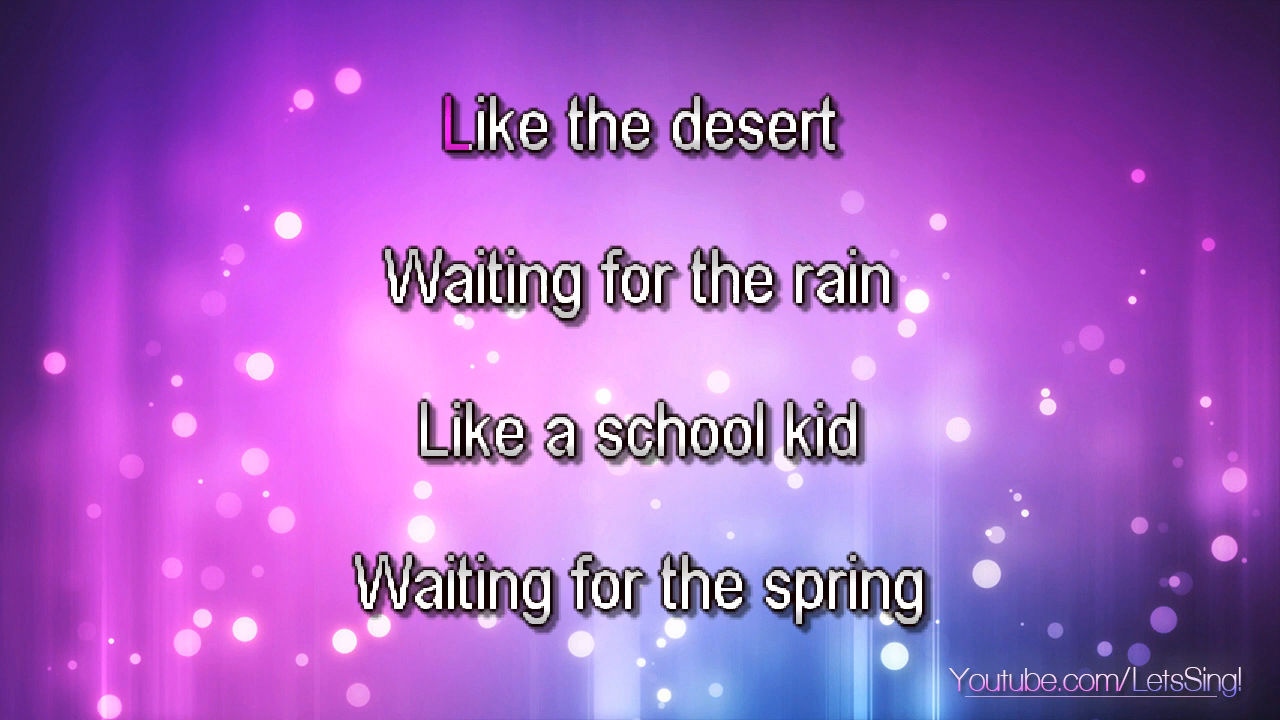 Like the desert
Waiting for the rain
Like a school kid
Waiting for the spring
Youtube.com/LetsSing!